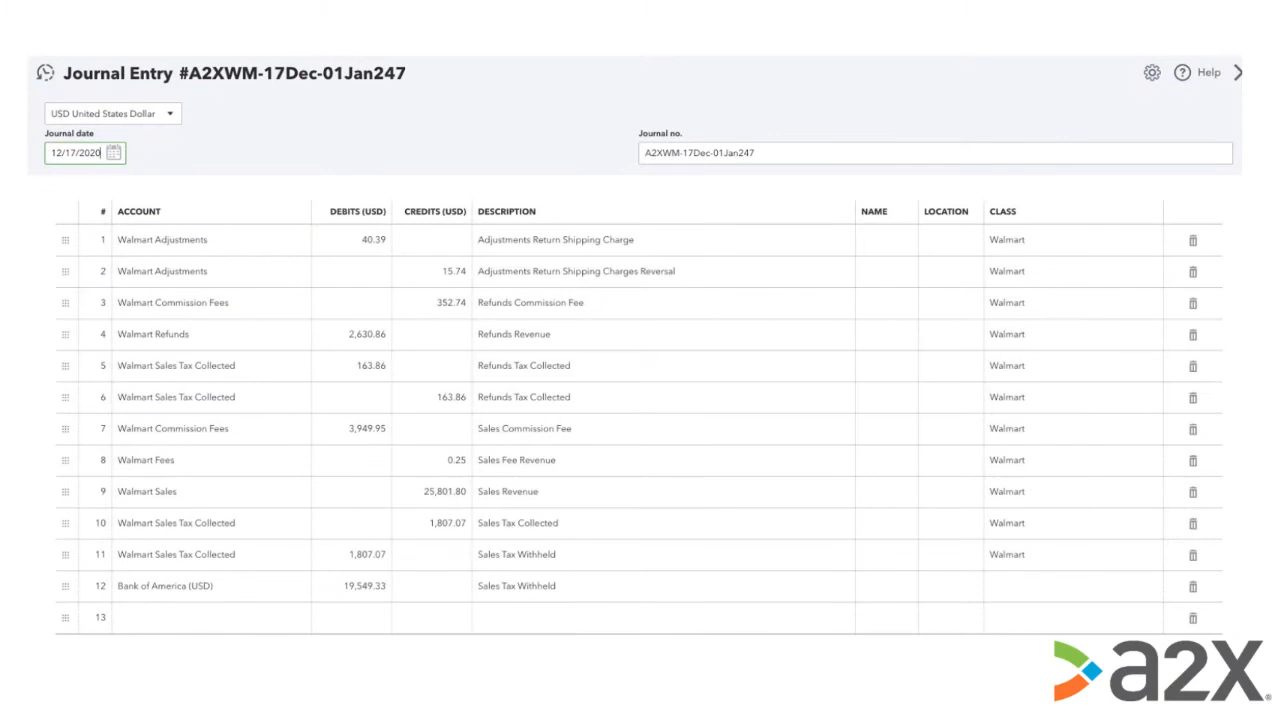 Journal Entry #A2XWM-17Dec-01Jan247
Help
USD United States Dollar
Journal date
Journal no.
12/17/2020
A2XWM-17Dec-01Jan247
# ACCOUNT DEBITS (USD) CREDITS (USD) DESCRIPTION NAME LOCATION CLASS
1 Walmart Adjustments 40.39 Adjustments Return Shipping Charge Walmart
2 Walmart Adjustments 15.74 Adjustments Return Shipping Charges Reversal Walmart
3 Walmart Commission Fees 352.74 Refunds Commission Fee Walmart
4 Walmart Refunds 2,630.86 Refunds Revenue Walmart
5 Walmart Sales Tax Collected 163.86 Refunds Tax Collected Walmart
6 Walmart Sales Tax Collected 163.86 Refunds Tax Collected Walmart
7 Walmart Commission Fees 3,949.95 Sales Commission Fee Walmart
8 Walmart Fees 0.25 Sales Fee Revenue Walmart
9 Walmart Sales 25,801.80 Sales Revenue Walmart
10 Walmart Sales Tax Collected 1,807.07 Sales Tax Collected Walmart
11 Walmart Sales Tax Collected 1,807.07 Sales Tax Withheld Walmart
12 Bank of America (USD) 19,549.33 Sales Tax Withheld
13
a2X®